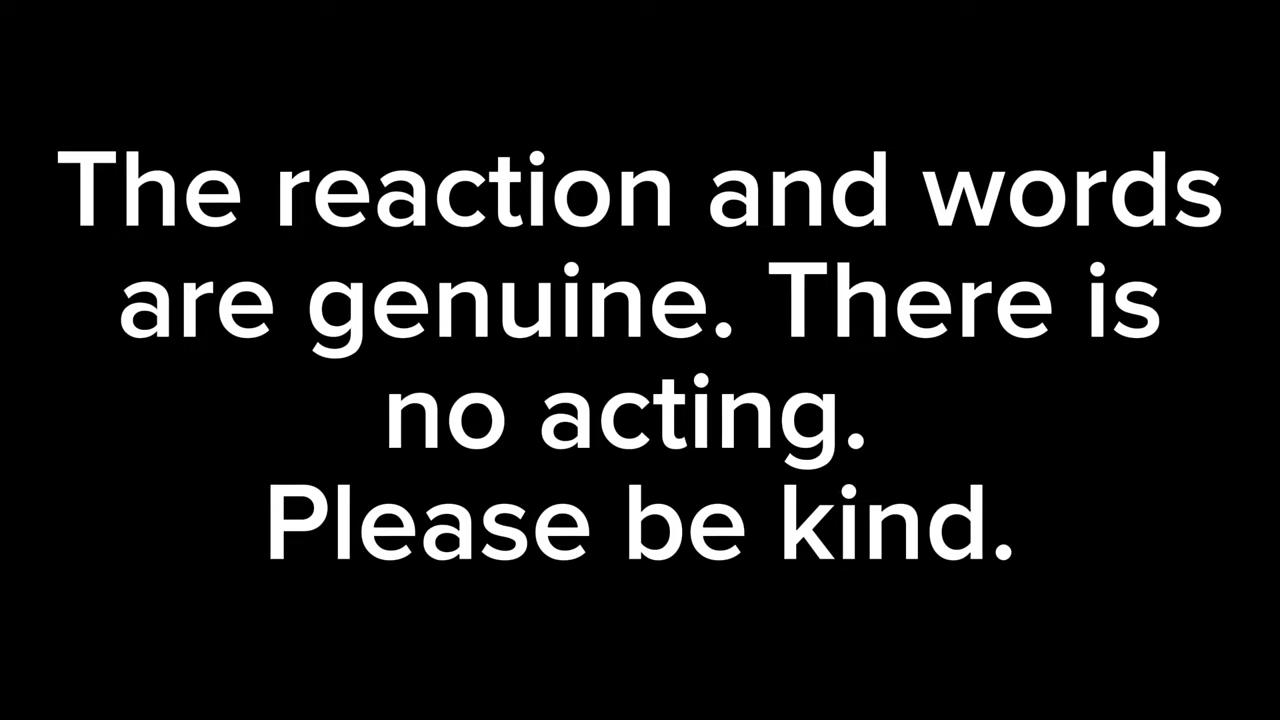 The reaction and words
are genuine. There is
no acting.
Please be kind.